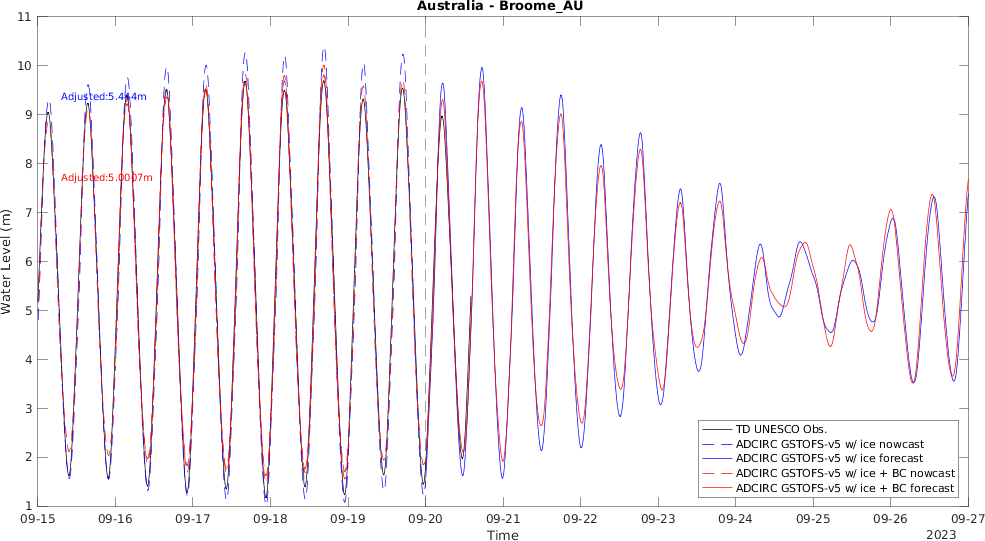 Australia - Broome_AU
11
10
9
8
7
6
5
4
3
2
1
Water Level (m)
Adjusted:5.444m
Adjusted:5.0007m
TD UNESCO Obs.
ADCIRC GSTOFS-v5 w/ ice nowcast
ADCIRC GSTOFS-v5 w/ ice forecast
ADCIRC GSTOFS-v5 w/ ice + BC nowcast
ADCIRC GSTOFS-v5 w/ ice + BC forecast
09-15 09-16 09-17 09-18 09-19 09-20 09-21 09-22 09-23 09-24 09-25 09-26 09-27
Time
2023